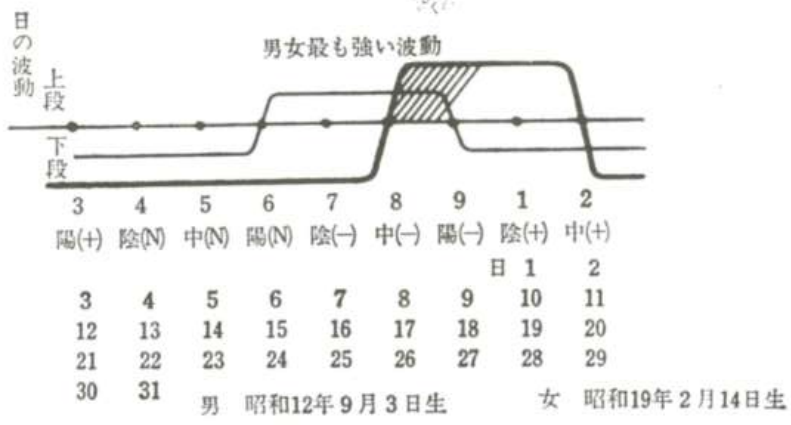 日の波動
男女最も強い波動
上段
下段
3 4 5 6 7 8 9 1 2
陽(+) 陰(N) 中(N) 陽(N) 陰(−) 中(−) 陽(−) 陰(+) 中(+)
日 1 2
3 4 5 6 7 8 9 10 11
12 13 14 15 16 17 18 19 20
21 22 23 24 25 26 27 28 29
30 31
男 昭和12年9月3日生 女 昭和19年2月14日生